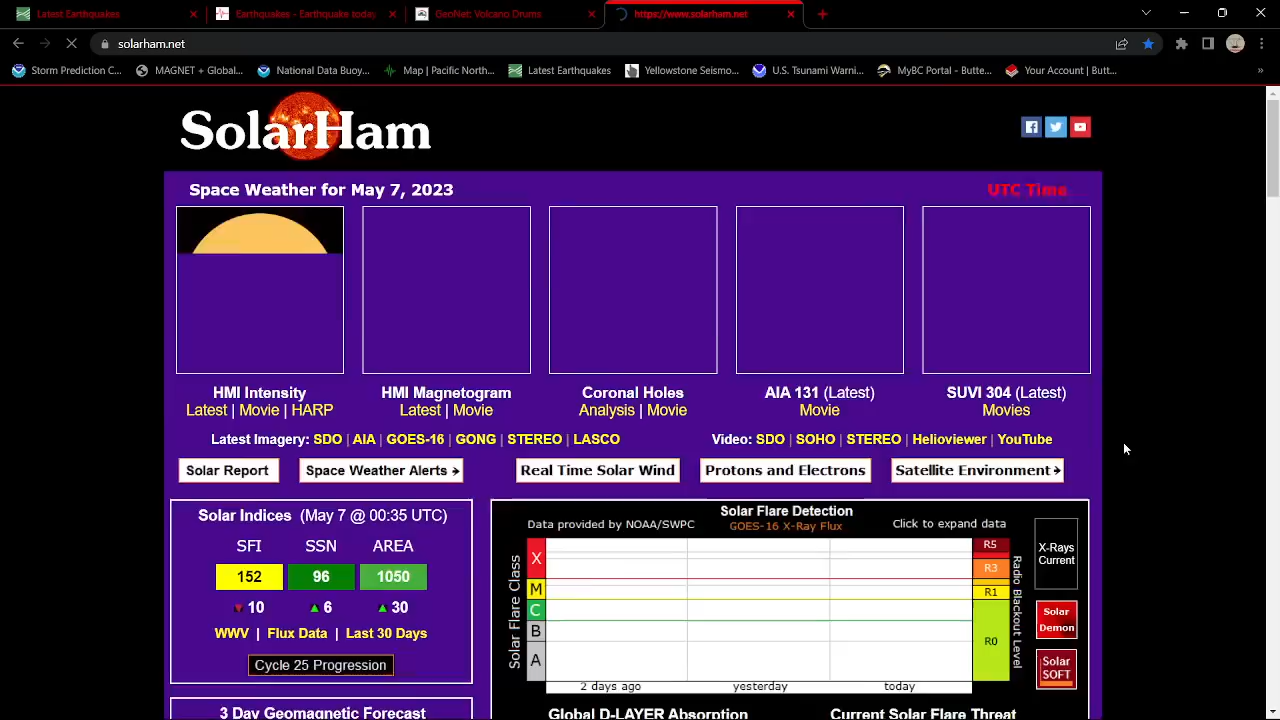 Latest Earthquakes
Earthquakes - Earthquake today
GeoNet: Volcano Drums
https://www.solarham.net
solarham.net
Storm Prediction C...
MAGNET + Global...
National Data Buoy...
Map | Pacific North...
Latest Earthquakes
Yellowstone Seismo...
U.S. Tsunami Warni...
MyBC Portal - Butte...
Your Account | Butt...
»
SolarHam
Space Weather for May 7, 2023
UTC Time
HMI Intensity
Latest | Movie | HARP
HMI Magnetogram
Latest | Movie
Coronal Holes
Analysis | Movie
AIA 131 (Latest)
Movie
SUVI 304 (Latest)
Movies
Latest Imagery: SDO | AIA | GOES-16 | GONG | STEREO | LASCO
Video: SDO | SOHO | STEREO | Helioviewer | YouTube
Solar Report
Space Weather Alerts
Real Time Solar Wind
Protons and Electrons
Satellite Environment
Solar Indices (May 7 @ 00:35 UTC)
SFI SSN AREA
152 96 1050
10 6 30
WWV | Flux Data | Last 30 Days
Cycle 25 Progression
3 Day Geomagnetic Forecast
Solar Flare Detection
Data provided by NOAA/SWPC
GOES-16 X-Ray Flux
Click to expand data
Solar Flare Class
X
M
C
B
A
R5
R3
R1
R0
Radio Blackout Level
2 days ago
yesterday
today
X-Rays
Current
Solar
Demon
Solar
SOFT
Global D-LAYER Absorption
Current Solar Flare Threat